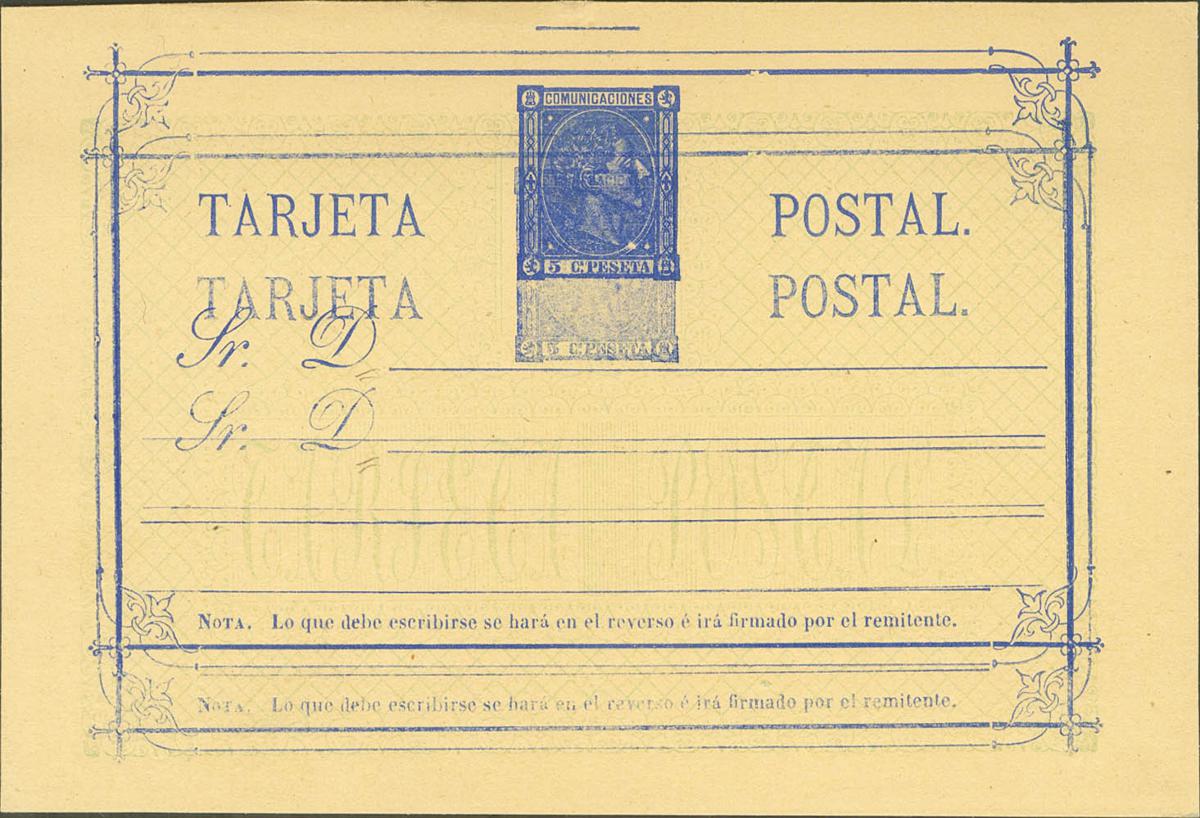 COMUNICACIONES
TARJETA POSTAL.
5 C. PESETA
TARJETA POSTAL.
Sr. D
5 C. PESETA
Sr. D
NOTA. Lo que debe escribirse se hará en el reverso é irá firmado por el remitente.
NOTA. Lo que debe escribirse se hará en el reverso é irá firmado por el remitente.